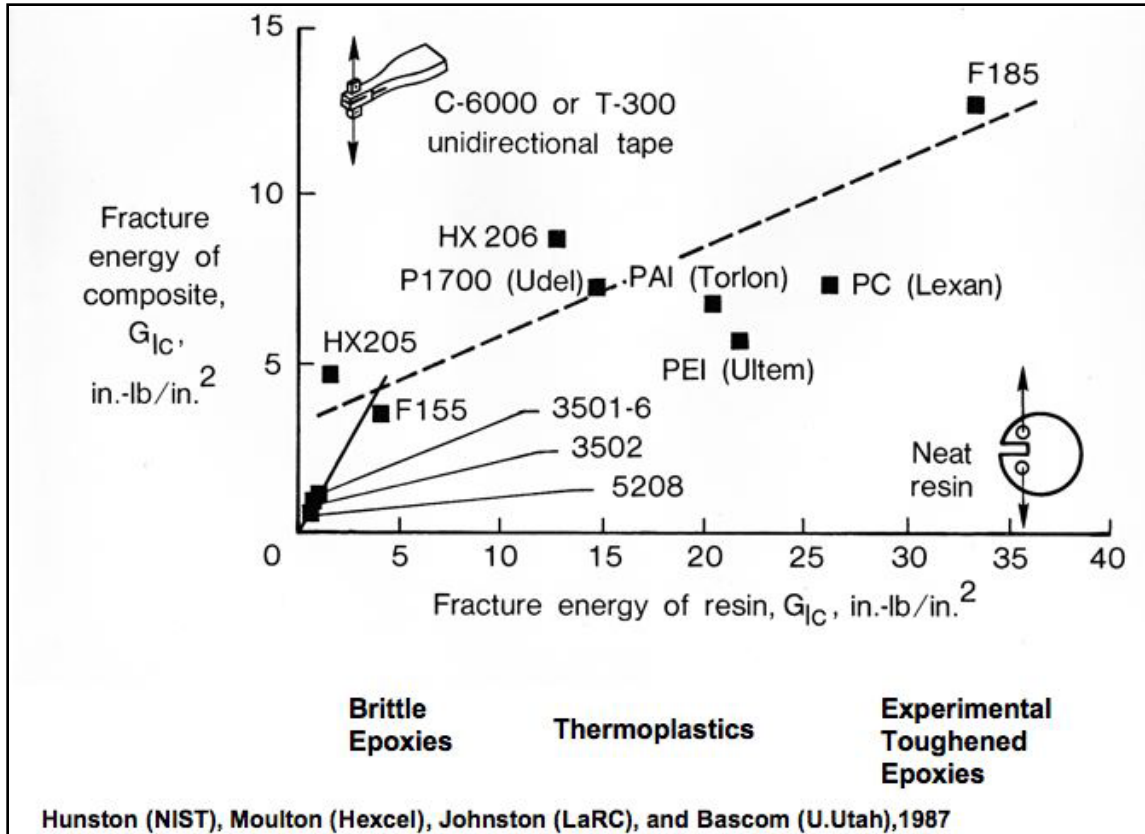 15
C-6000 or T-300
unidirectional tape
F185
10
Fracture
energy of
composite,
G_Ic,
in.-lb/in.²
HX 206
P1700 (Udel)
PAI (Torlon)
PC (Lexan)
HX205
5
PEI (Ultem)
F155
3501-6
3502
5208
Neat
resin
0 5 10 15 20 25 30 35 40
Fracture energy of resin, G_Ic, in.-lb/in.²
Brittle
Epoxies
Thermoplastics
Experimental
Toughened
Epoxies
Hunston (NIST), Moulton (Hexcel), Johnston (LaRC), and Bascom (U.Utah),1987